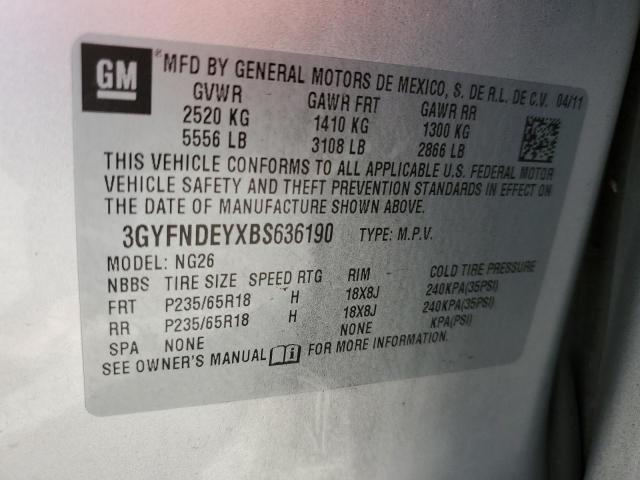 GM
MFD BY GENERAL MOTORS DE MEXICO, S. DE R.L. DE C.V. 04/11
GVWR GAWR FRT GAWR RR
2520 KG 1410 KG 1300 KG
5556 LB 3108 LB 2866 LB
THIS VEHICLE CONFORMS TO ALL APPLICABLE U.S. FEDERAL MOTOR
VEHICLE SAFETY AND THEFT PREVENTION STANDARDS IN EFFECT ON
THE DATE OF MANUFACTURE SHOWN ABOVE.
3GYFNDEYXBS636190 TYPE: M.P.V.
MODEL: NG26
NBBS TIRE SIZE SPEED RTG RIM COLD TIRE PRESSURE
FRT P235/65R18 H 18X8J 240KPA(35PSI)
RR P235/65R18 H 18X8J 240KPA(35PSI)
SPA NONE NONE KPA(PSI)
SEE OWNER'S MANUAL i FOR MORE INFORMATION.